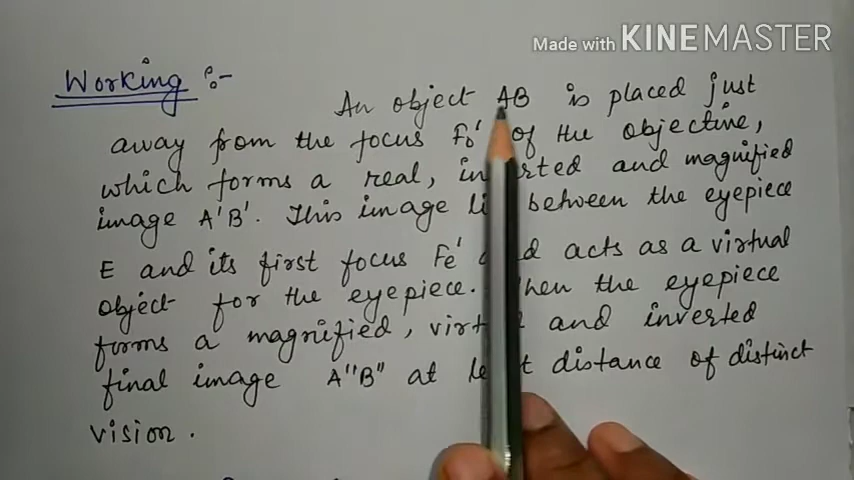 Made with KINEMASTER
Working :-
An object AB is placed just
away from the focus Fo' of the objective,
which forms a real, inverted and magnified
image A'B'. This image between the eyepiece
E and its first focus Fe' acts as a virtual
object for the eyepiece. the eyepiece
forms a magnified, and inverted
final image A"B" at distance of distinct
vision.